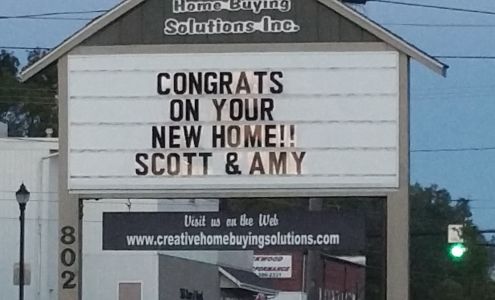 Home Buying
Solutions Inc.
CONGRATS
ON YOUR
NEW HOME!!
SCOTT & AMY
Visit us on the Web
www.creativehomebuyingsolutions.com
802